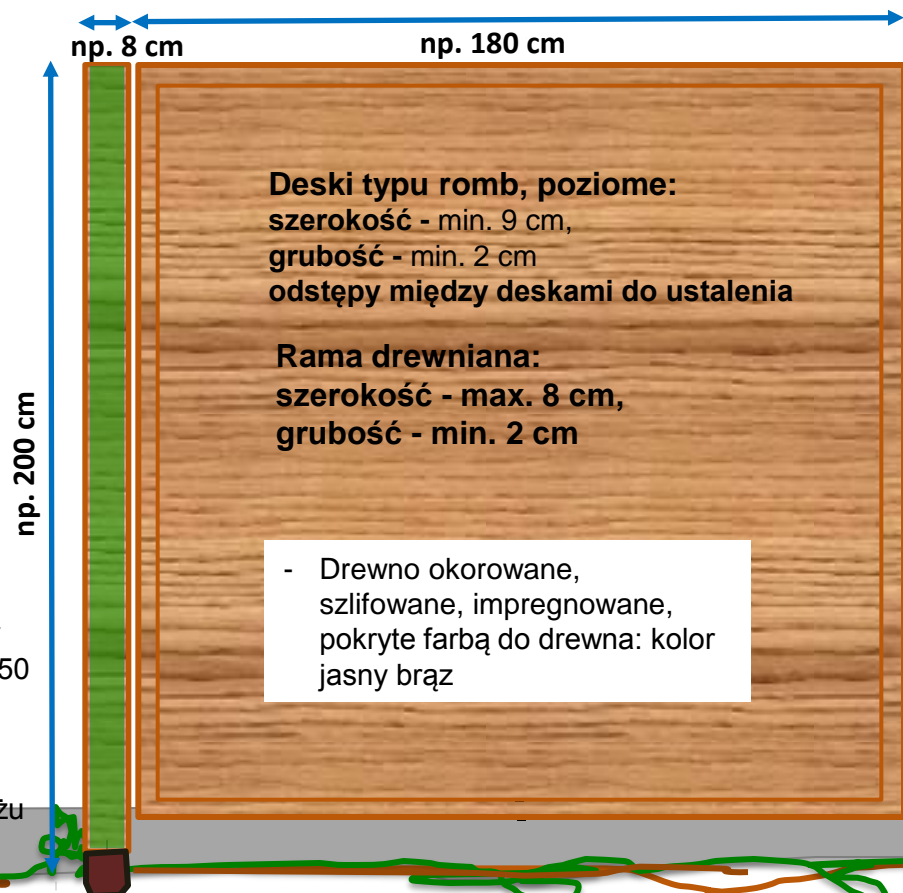 np. 8 cm
np. 180 cm
np. 200 cm
Deski typu romb, poziome:
szerokość - min. 9 cm,
grubość - min. 2 cm
odstępy między deskami do ustalenia
Rama drewniana:
szerokość - max. 8 cm,
grubość - min. 2 cm
- Drewno okorowane,
szlifowane, impregnowane,
pokryte farbą do drewna: kolor
jasny brąz
50